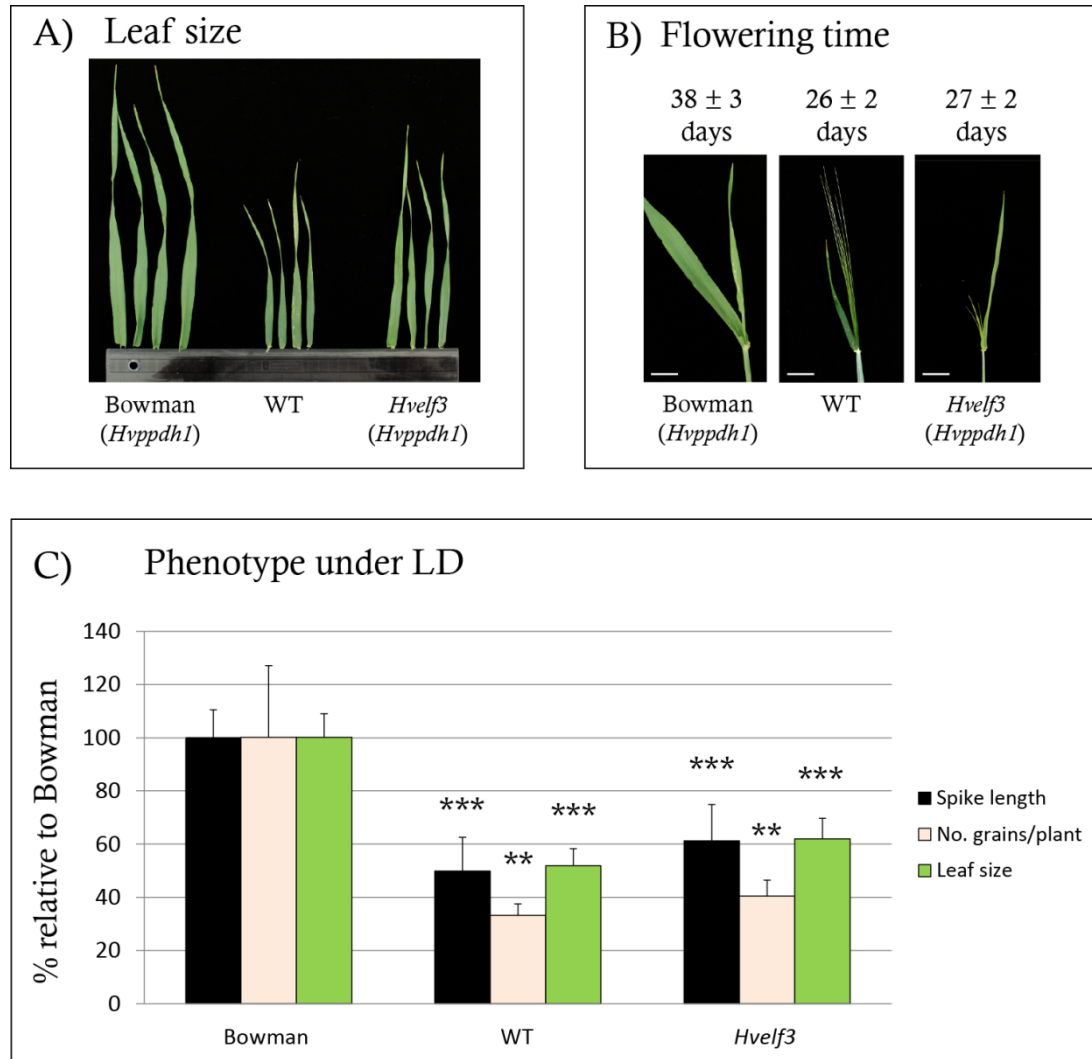 A) Leaf size
Bowman
(Hvppdh1)
WT
Hvelf3
(Hvppdh1)
B) Flowering time
38 ± 3
days
26 ± 2
days
27 ± 2
days
Bowman
(Hvppdh1)
WT
Hvelf3
(Hvppdh1)
C) Phenotype under LD
% relative to Bowman
140
120
100
80
60
40
20
0
*** ** ***
*** ** ***
Bowman
WT
Hvelf3
Spike length
No. grains/plant
Leaf size